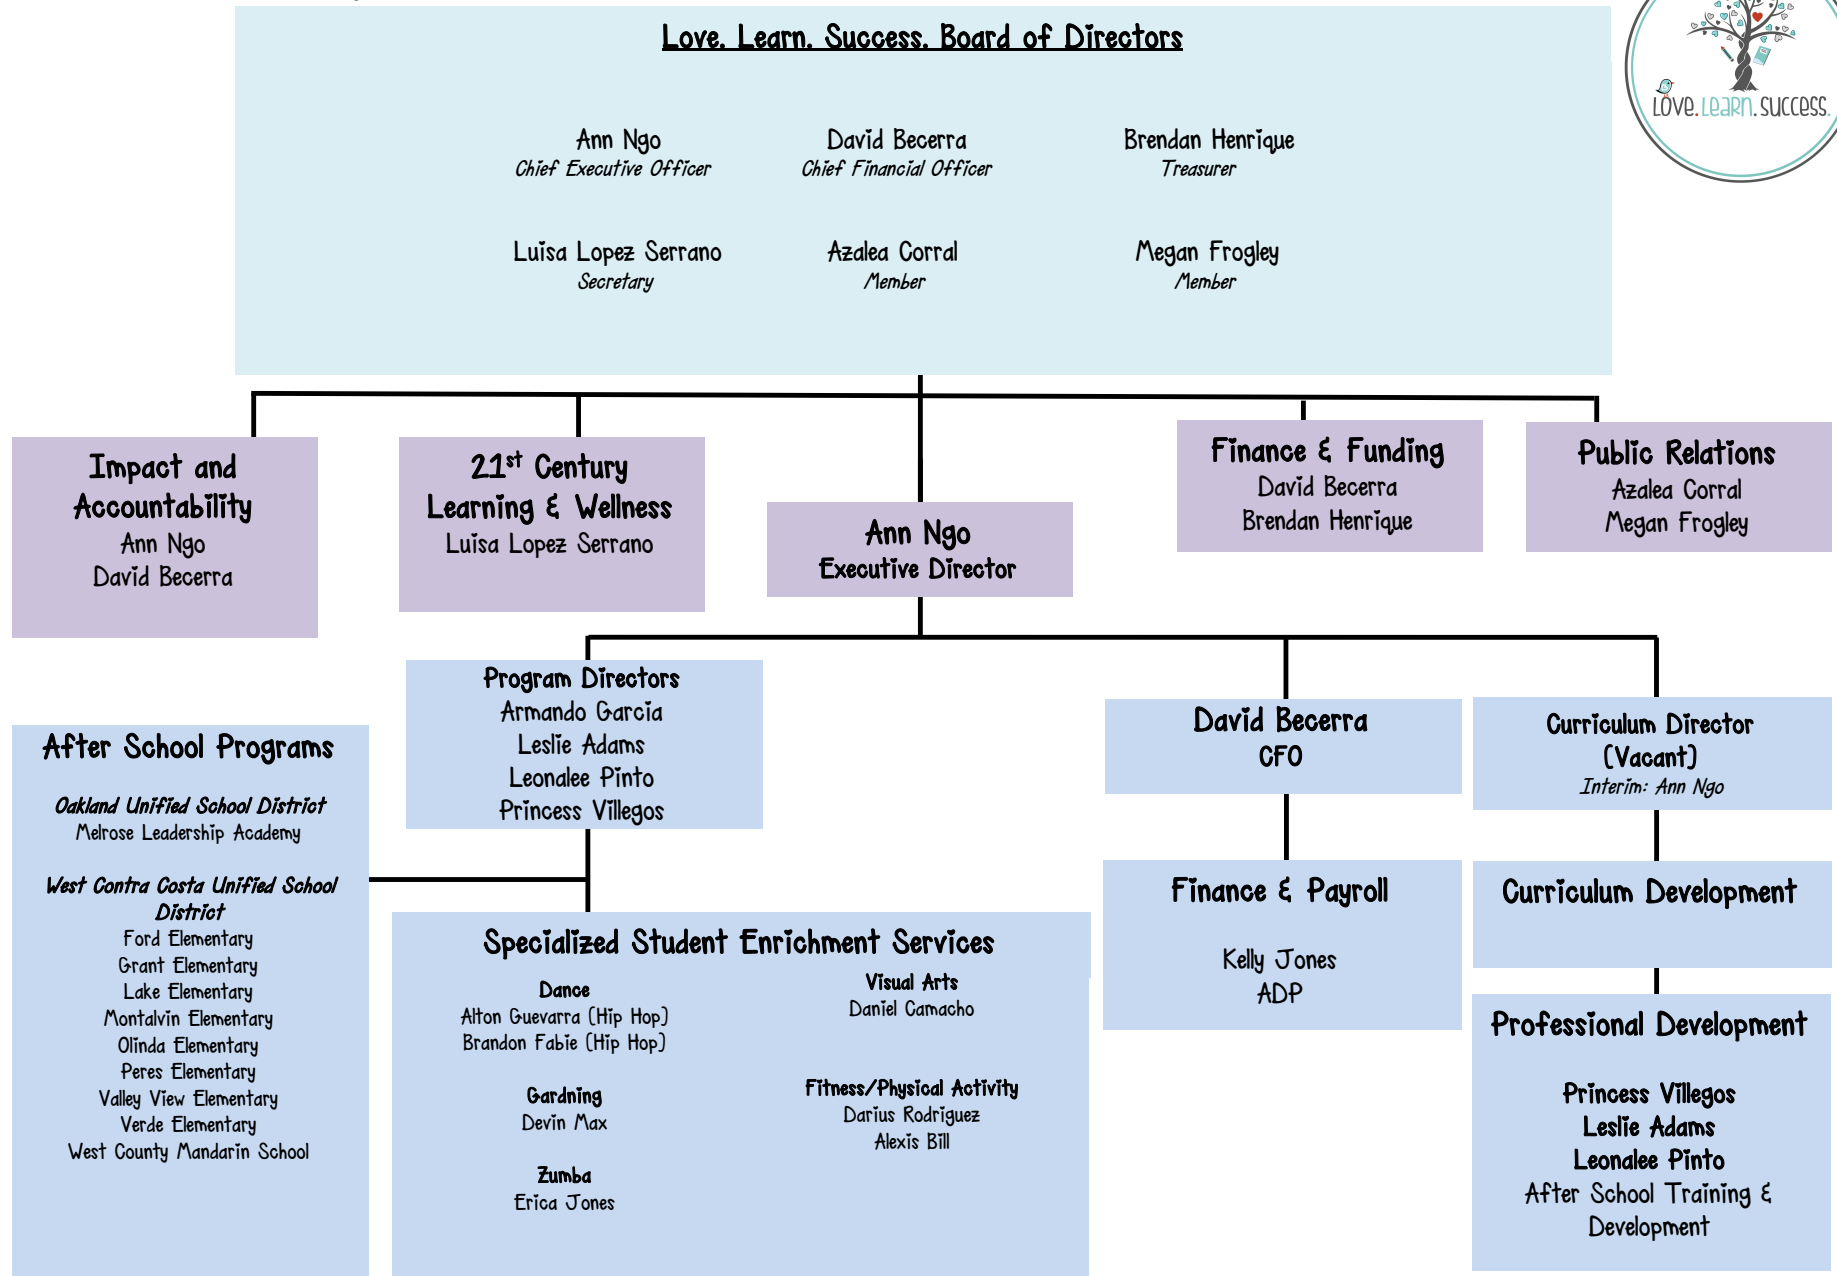 Love. Learn. Success. Board of Directors
Love. Learn. Success.
Ann Ngo
Chief Executive Officer
David Becerra
Chief Financial Officer
Brendan Henrique
Treasurer
Luisa Lopez Serrano
Secretary
Azalea Corral
Member
Megan Frogley
Member
Impact and
Accountability
Ann Ngo
David Becerra
21st Century
Learning & Wellness
Luisa Lopez Serrano
Ann Ngo
Executive Director
Finance & Funding
David Becerra
Brendan Henrique
Public Relations
Azalea Corral
Megan Frogley
Program Directors
Armando Garcia
Leslie Adams
Leonalee Pinto
Princess Villegos
David Becerra
CFO
Curriculum Director
(Vacant)
Interim: Ann Ngo
After School Programs
Oakland Unified School District
Melrose Leadership Academy
West Contra Costa Unified School
District
Ford Elementary
Grant Elementary
Lake Elementary
Montalvin Elementary
Olinda Elementary
Peres Elementary
Valley View Elementary
Verde Elementary
West County Mandarin School
Specialized Student Enrichment Services
Dance
Alton Guevarra (Hip Hop)
Brandon Fabie (Hip Hop)
Gardning
Devin Max
Zumba
Erica Jones
Visual Arts
Daniel Camacho
Fitness/Physical Activity
Darius Rodriguez
Alexis Bill
Finance & Payroll
Kelly Jones
ADP
Curriculum Development
Professional Development
Princess Villegos
Leslie Adams
Leonalee Pinto
After School Training &
Development